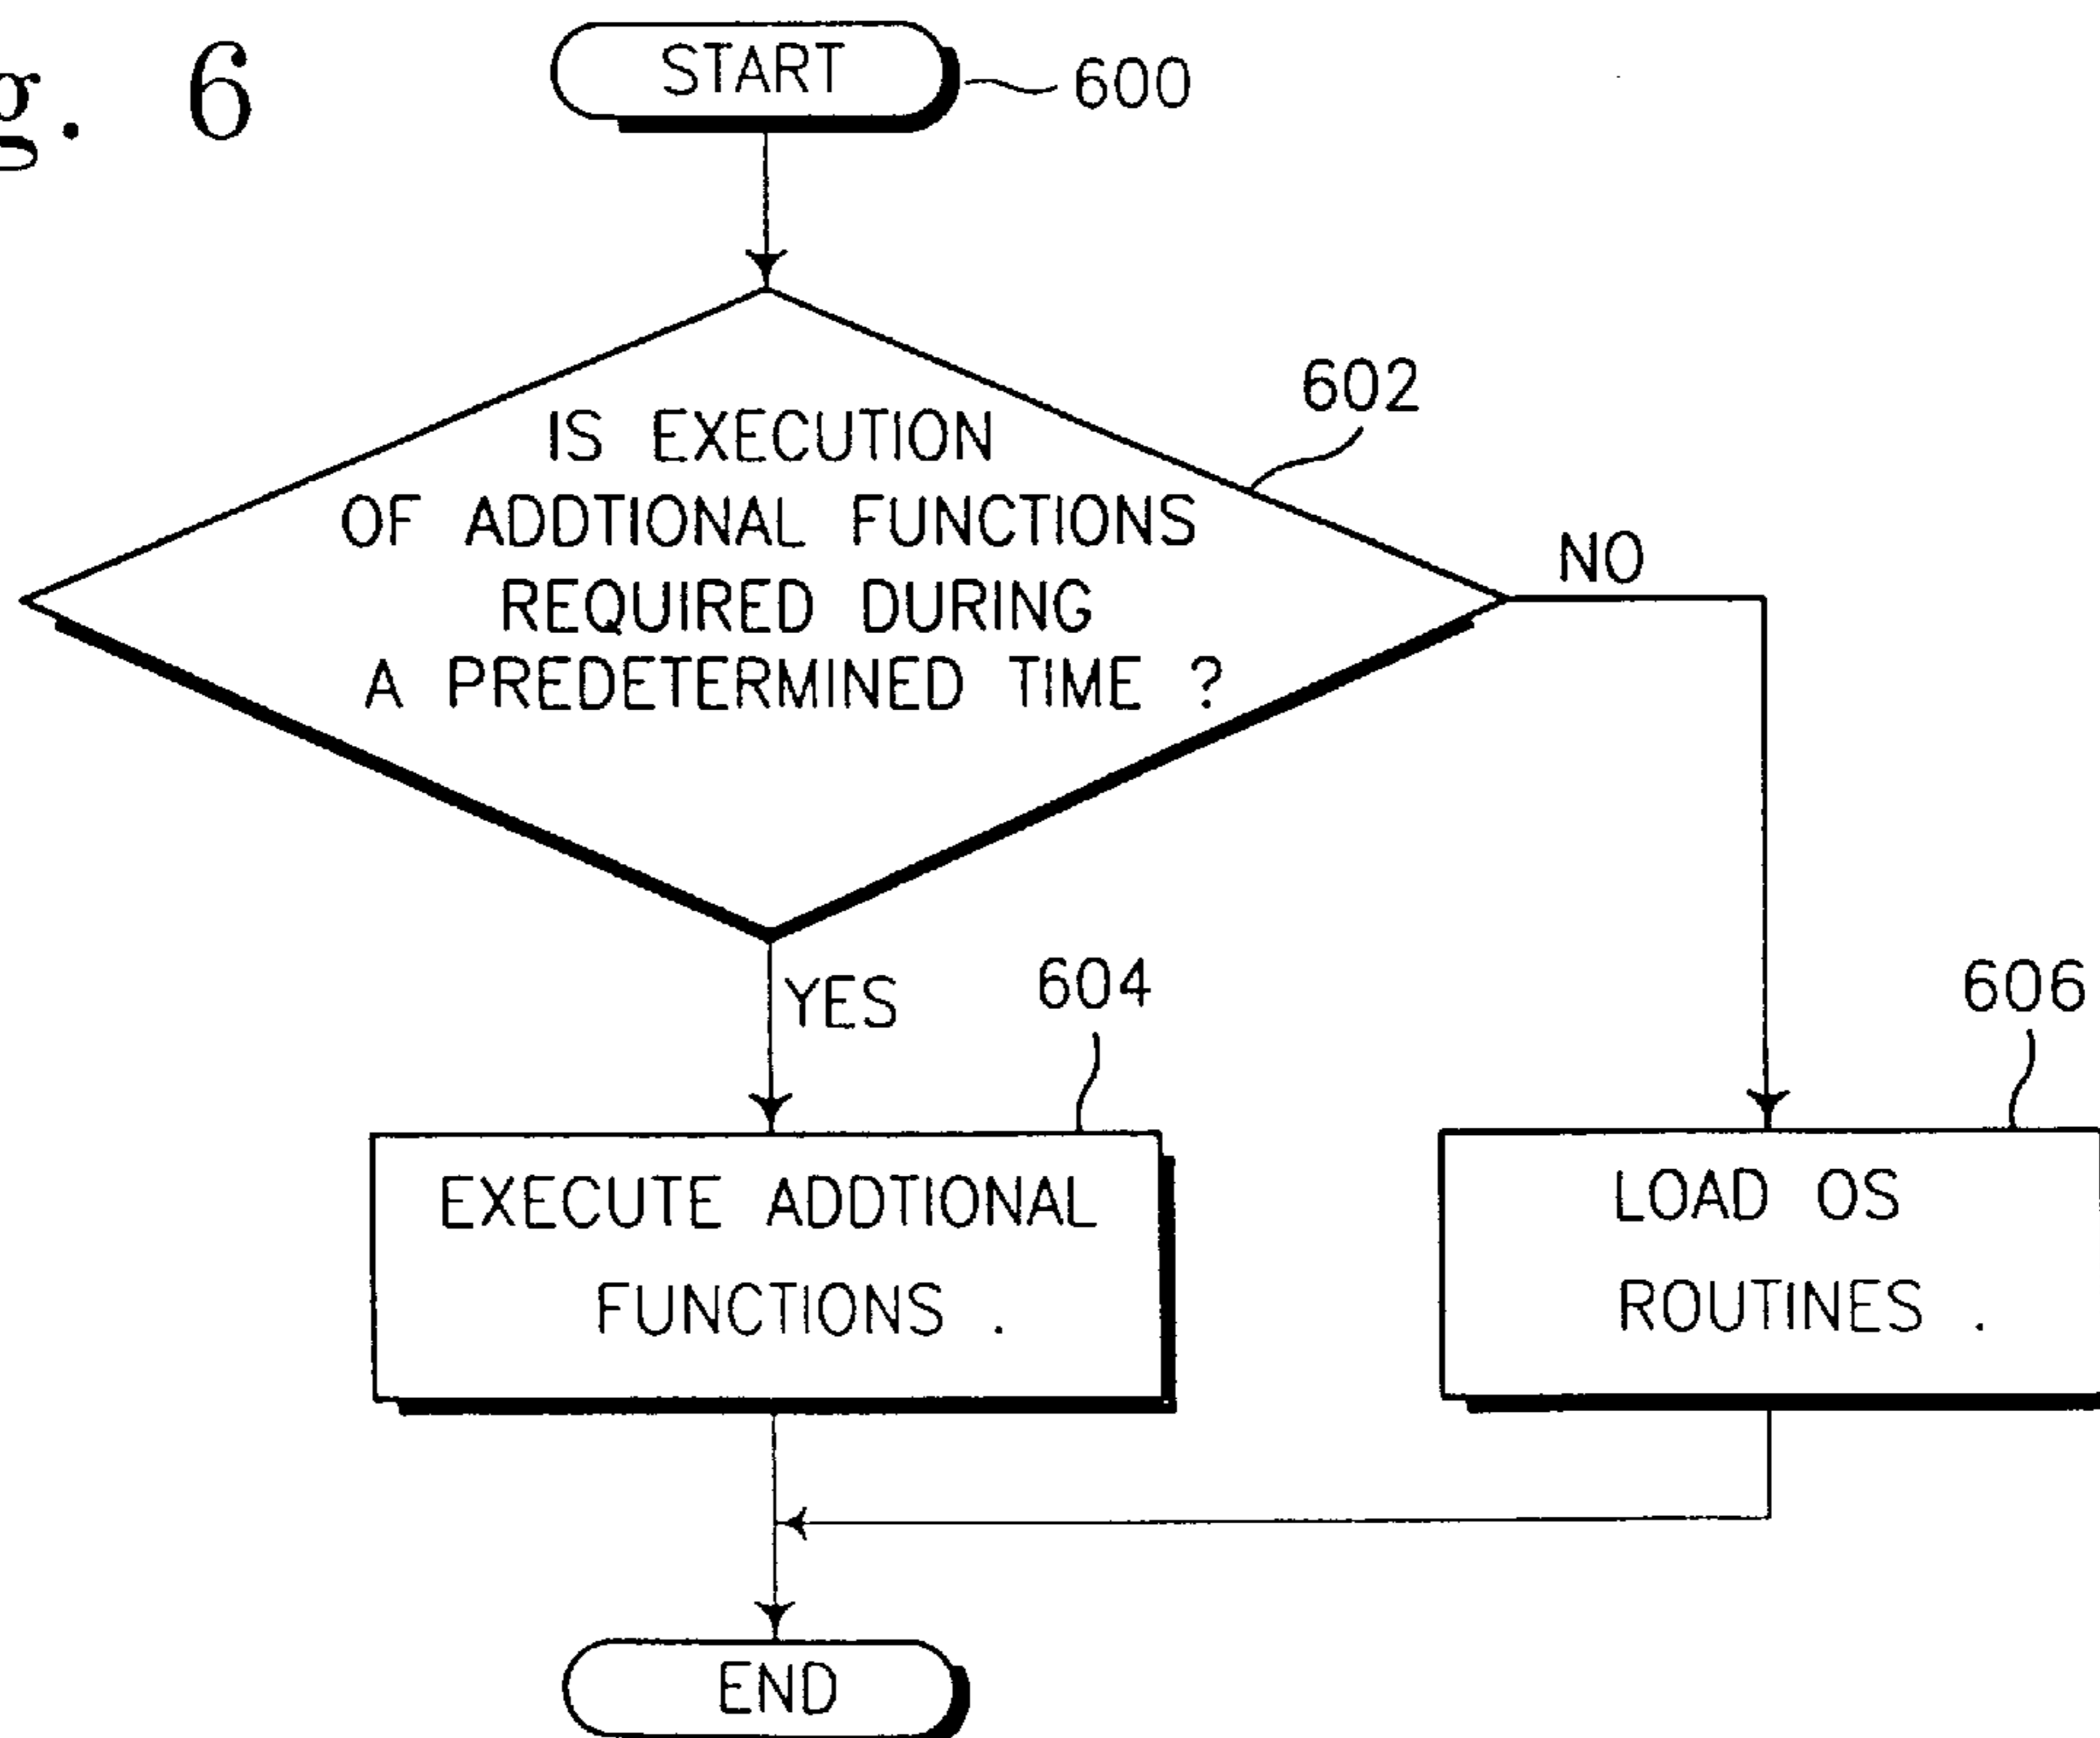 g. 6
START
600
602
IS EXECUTION
OF ADDTIONAL FUNCTIONS
REQUIRED DURING
A PREDETERMINED TIME ?
NO
YES
604
606
EXECUTE ADDTIONAL
FUNCTIONS .
LOAD OS
ROUTINES .
END